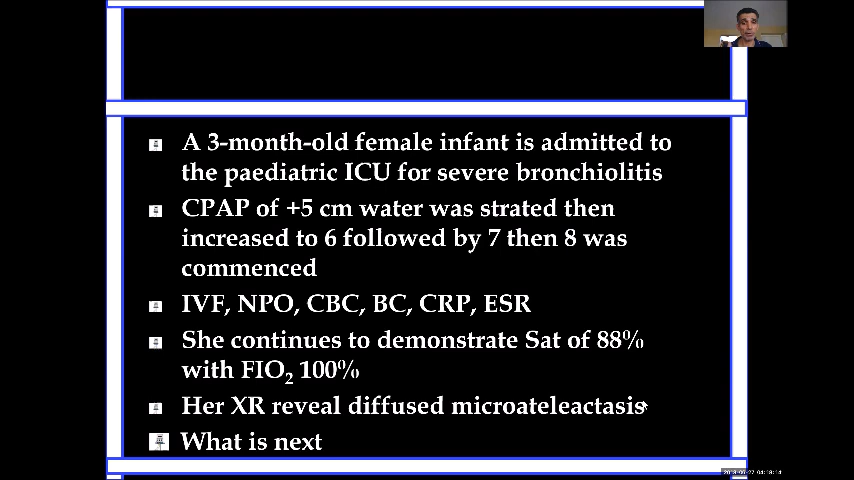 A 3-month-old female infant is admitted to
the paediatric ICU for severe bronchiolitis
CPAP of +5 cm water was strated then
increased to 6 followed by 7 then 8 was
commenced
IVF, NPO, CBC, BC, CRP, ESR
She continues to demonstrate Sat of 88%
with FIO2 100%
Her XR reveal diffused microateleactasis
What is next